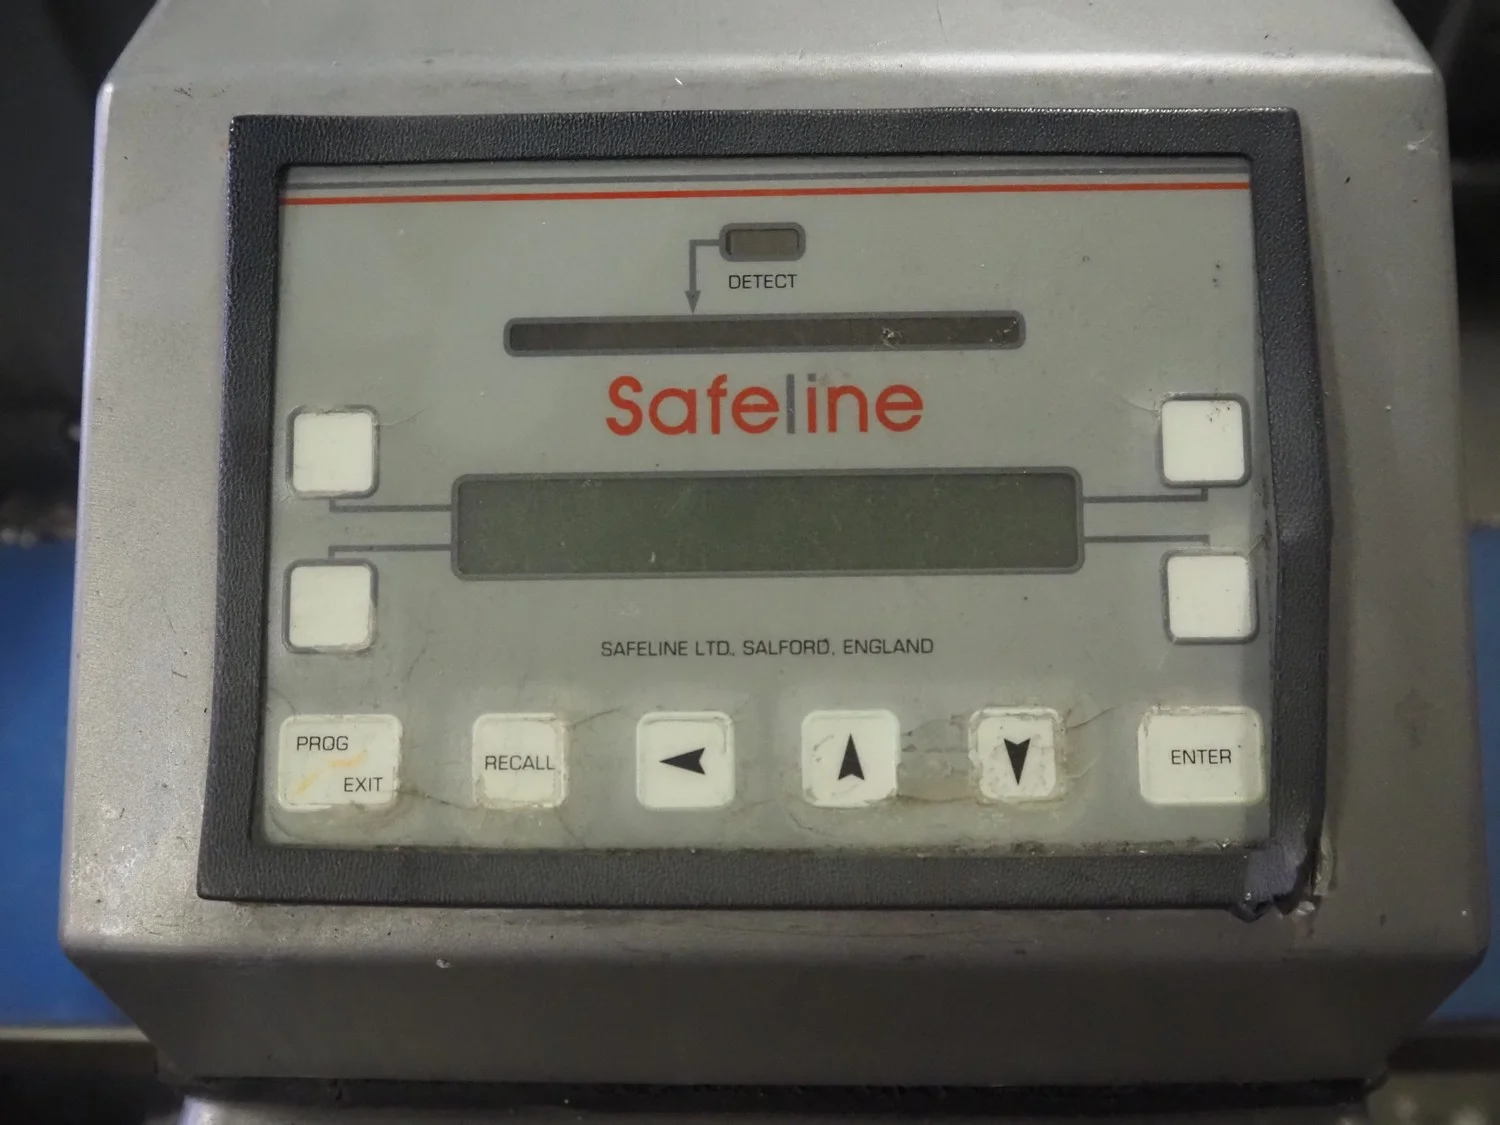 DETECT
Safeline
SAFELINE LTD., SALFORD, ENGLAND
PROG
EXIT
RECALL
ENTER